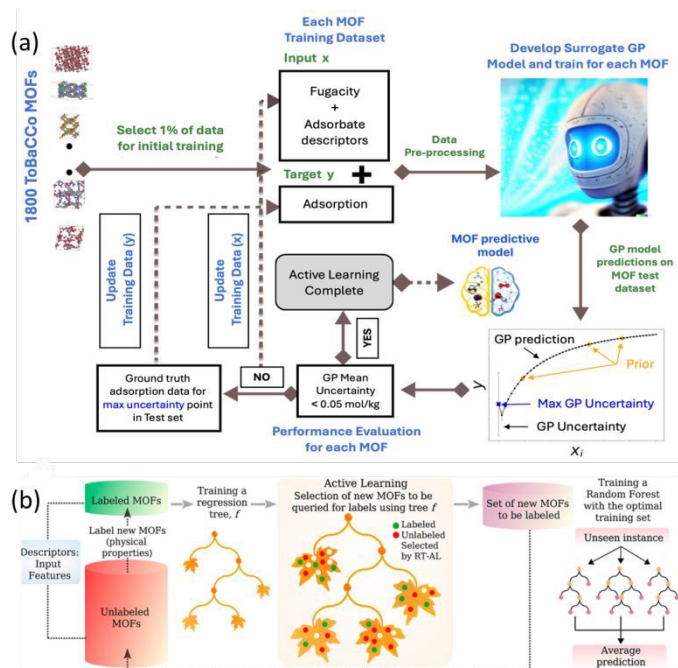 (a)
Each MOF
Training Dataset
Input x
Fugacity
+
Adsorbate
descriptors
Target y
+
Adsorption
1800 ToBaCCo MOFs
Select 1% of data
for initial training
Data
Pre-processing
Develop Surrogate GP
Model and train for each MOF
GP model
predictions on
MOF test
dataset
Update
Training Data (y)
Update
Training Data (x)
Active Learning
Complete
MOF predictive
model
YES
NO
Ground truth
adsorption data for
max uncertainty point
in Test set
GP Mean
Uncertainty
< 0.05 mol/kg
Performance Evaluation
for each MOF
GP prediction
Prior
Max GP Uncertainty
GP Uncertainty
y
Xi
(b)
Labeled MOFs
Label new MOFs
(physical
properties)
Descriptors:
Input
Features
Unlabeled
MOFs
Training a
regression
tree, f
Active Learning
Selection of new MOFs to be
queried for labels using tree f
Labeled
Unlabeled
Selected
by RT-AL
Set of new MOFs
to be labeled
Training a
Random Forest
with the optimal
training set
Unseen instance
Average
prediction